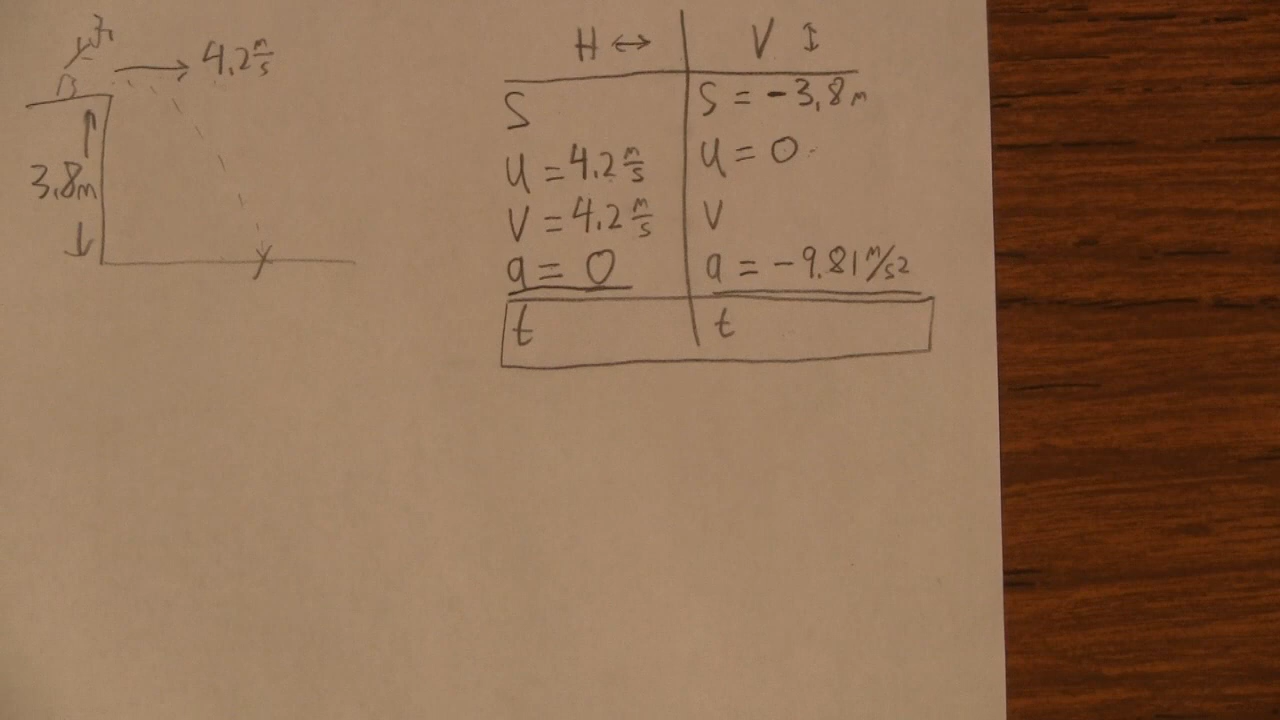 4.2 m/s
3.8m
H ↔ V ↕
S S = -3.8m
U = 4.2 m/s U = 0
V = 4.2 m/s V
a = 0 a = -9.81 m/s2
t t